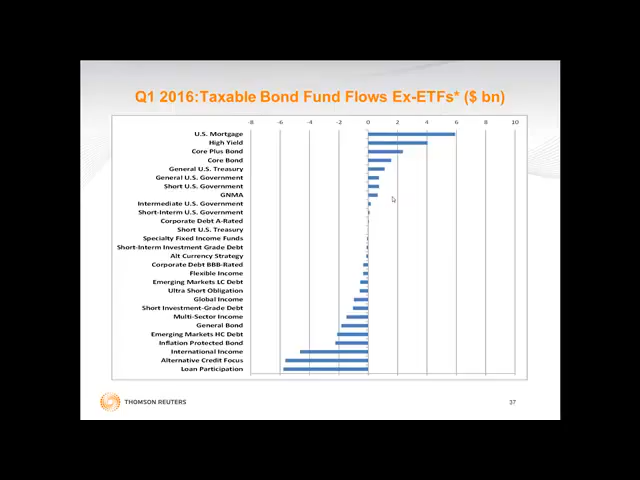 Q1 2016:Taxable Bond Fund Flows Ex-ETFs* ($ bn)
-8 -6 -4 -2 0 2 4 6 8 10
U.S. Mortgage
High Yield
Core Plus Bond
Core Bond
General U.S. Treasury
General U.S. Government
Short U.S. Government
GNMA
Intermediate U.S. Government
Short-Interm U.S. Government
Corporate Debt A-Rated
Short U.S. Treasury
Specialty Fixed Income Funds
Short-Interm Investment Grade Debt
Alt Currency Strategy
Corporate Debt BBB-Rated
Flexible Income
Emerging Markets LC Debt
Ultra Short Obligation
Global Income
Short Investment-Grade Debt
Multi-Sector Income
General Bond
Emerging Markets HC Debt
Inflation Protected Bond
International Income
Alternative Credit Focus
Loan Participation
THOMSON REUTERS
37